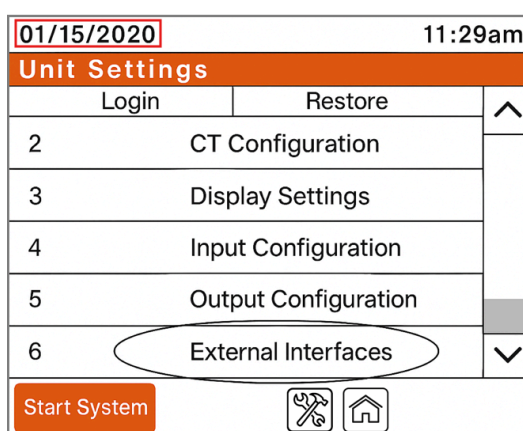 01/15/2020 11:29am
Unit Settings
Login Restore
2 CT Configuration
3 Display Settings
4 Input Configuration
5 Output Configuration
6 External Interfaces
Start System